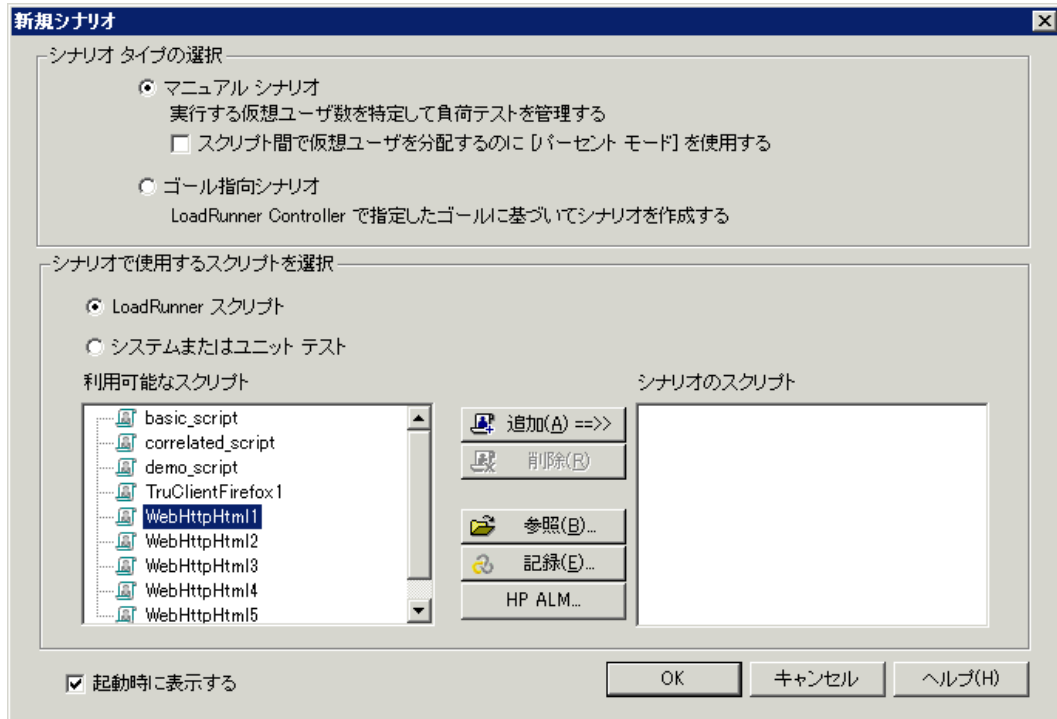 新規シナリオ
シナリオ タイプの選択
マニュアル シナリオ
実行する仮想ユーザ数を特定して負荷テストを管理する
スクリプト間で仮想ユーザを分配するのに [パーセント モード] を使用する
ゴール指向シナリオ
LoadRunner Controller で指定したゴールに基づいてシナリオを作成する
シナリオで使用するスクリプトを選択
LoadRunner スクリプト
システムまたはユニット テスト
利用可能なスクリプト
basic_script
correlated_script
demo_script
TruClientFirefox1
WebHttpHtml1
WebHttpHtml2
WebHttpHtml3
WebHttpHtml4
WebHttpHtml5
追加(A) ==>>
削除(R)
参照(B)...
記録(E)...
HP ALM...
シナリオのスクリプト
起動時に表示する
OK
キャンセル
ヘルプ(H)